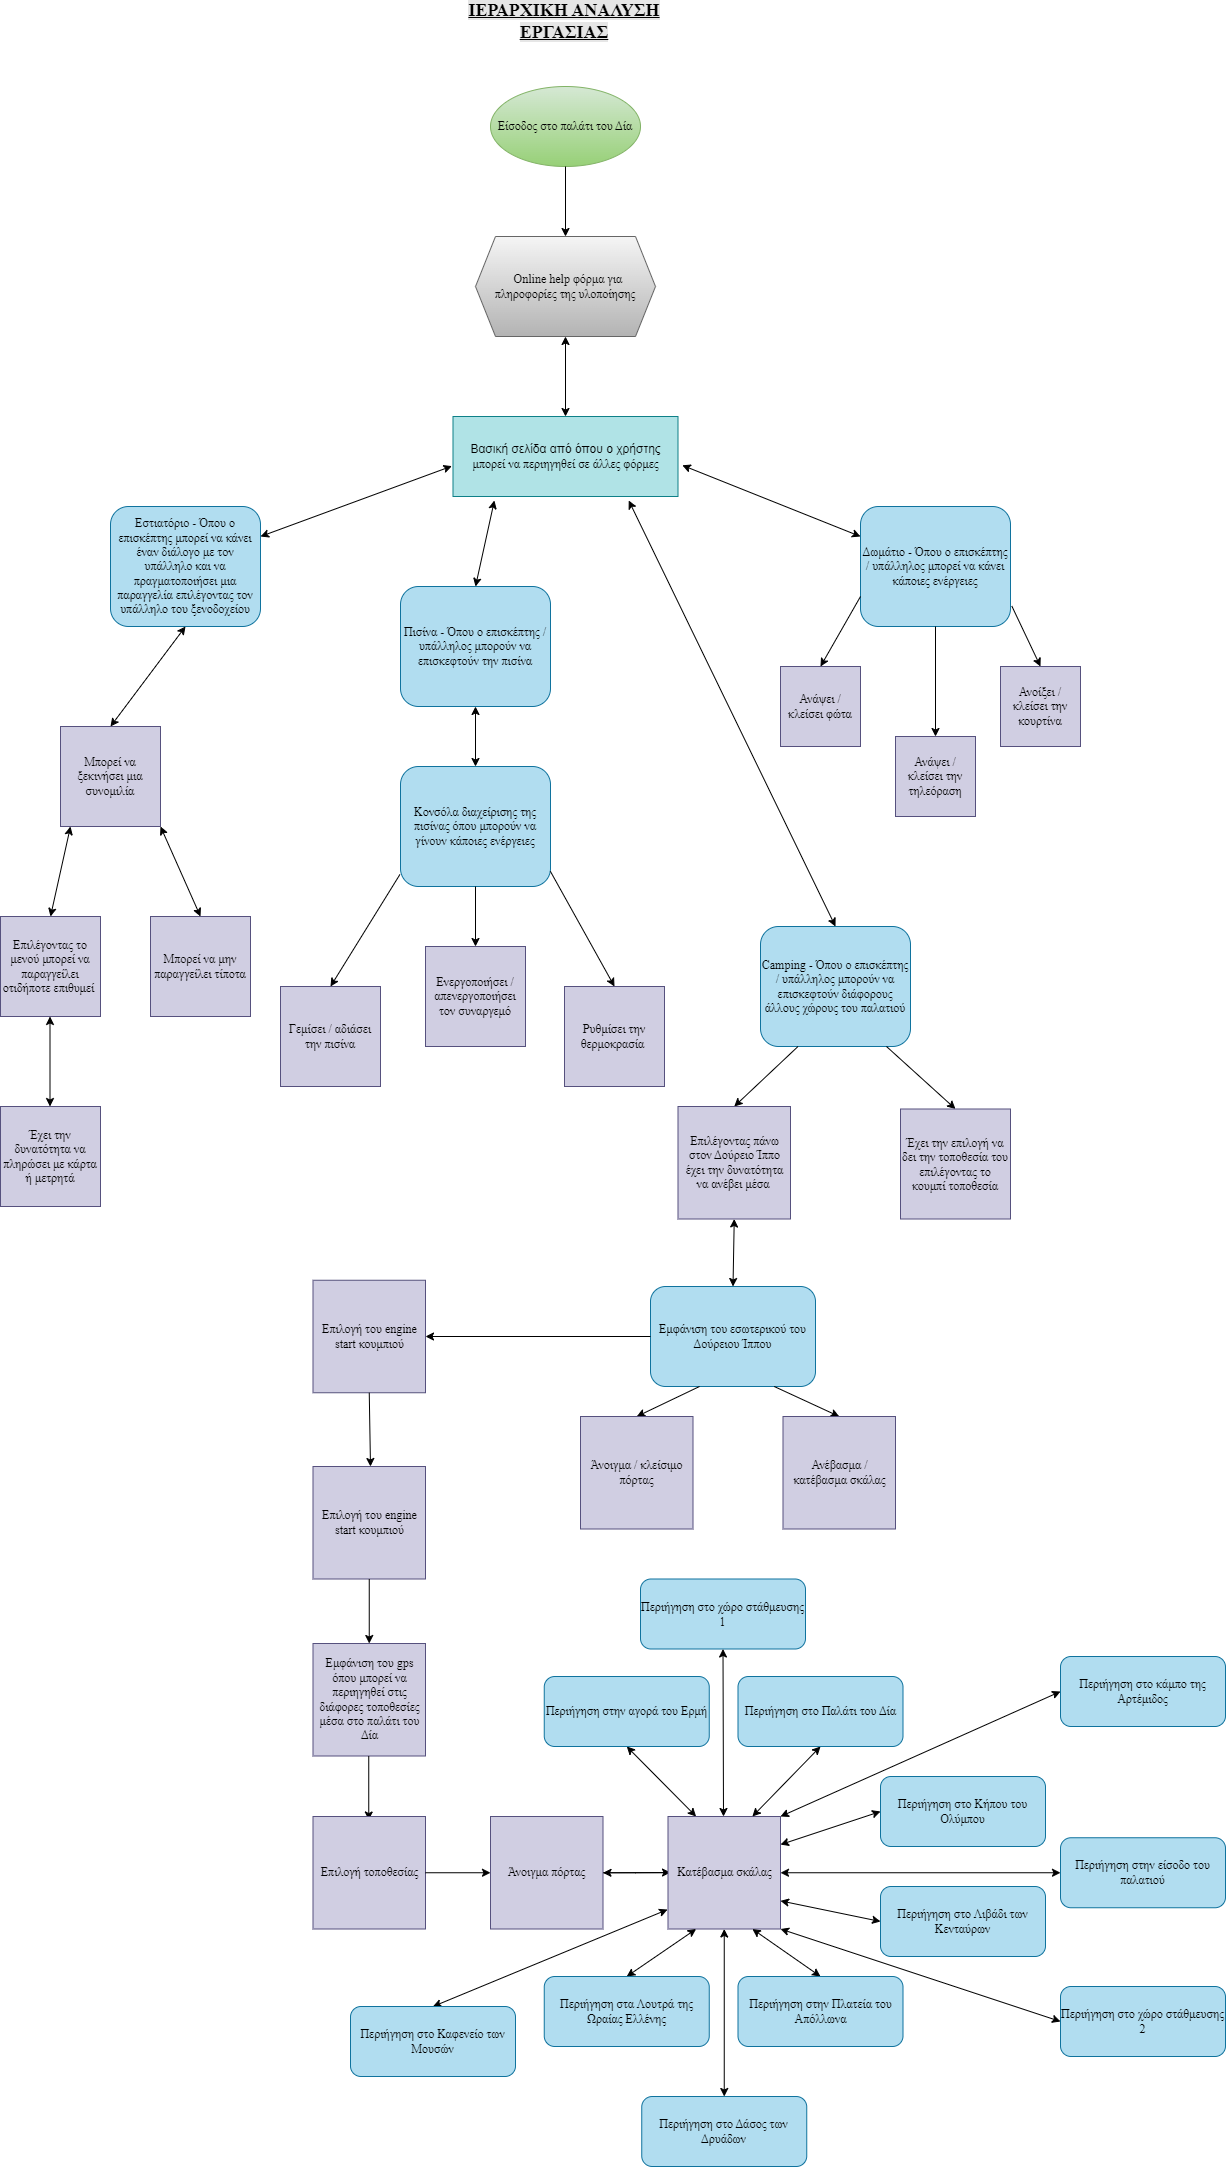 ΙΕΡΑΡΧΙΚΗ ΑΝΑΛΥΣΗ
ΕΡΓΑΣΙΑΣ
Είσοδος στο παλάτι του Δία
Online help φόρμα για
πληροφορίες της υλοποίησης
Βασική σελίδα από όπου ο χρήστης
μπορεί να περιηγηθεί σε άλλες φόρμες
Εστιατόριο - Όπου ο
επισκέπτης μπορεί να κάνει
έναν διάλογο με τον
υπάλληλο και να
πραγματοποιήσει μια
παραγγελία επιλέγοντας τον
υπάλληλο του ξενοδοχείου
Πισίνα - Όπου ο επισκέπτης /
υπάλληλος μπορούν να
επισκεφτούν την πισίνα
Δωμάτιο - Όπου ο επισκέπτης
/ υπάλληλος μπορεί να κάνει
κάποιες ενέργειες
Ανάψει /
κλείσει φώτα
Ανάψει /
κλείσει την
τηλεόραση
Ανοίξει /
κλείσει την
κουρτίνα
Μπορεί να
ξεκινήσει μια
συνομιλία
Κονσόλα διαχείρισης της
πισίνας όπου μπορούν να
γίνουν κάποιες ενέργειες
Επιλέγοντας το
μενού μπορεί να
παραγγείλει
οτιδήποτε επιθυμεί
Μπορεί να μην
παραγγείλει τίποτα
Γεμίσει / αδιάσει
την πισίνα
Ενεργοποιήσει /
απενεργοποιήσει
τον συναργεμό
Ρυθμίσει την
θερμοκρασία
Camping - Όπου ο επισκέπτης
/ υπάλληλος μπορούν να
επισκεφτούν διάφορους
άλλους χώρους του παλατιού
Έχει την
δυνατότητα να
πληρώσει με κάρτα
ή μετρητά
Επιλέγοντας πάνω
στον Δούρειο Ίππο
έχει την δυνατότητα
να ανέβει μέσα
Έχει την επιλογή να
δει την τοποθεσία του
επιλέγοντας το
κουμπί τοποθεσία
Επιλογή του engine
start κουμπιού
Εμφάνιση του εσωτερικού του
Δούρειου Ίππου
Άνοιγμα / κλείσιμο
πόρτας
Ανέβασμα /
κατέβασμα σκάλας
Επιλογή του engine
start κουμπιού
Περιήγηση στο χώρο στάθμευσης
1
Εμφάνιση του gps
όπου μπορεί να
περιηγηθεί στις
διάφορες τοποθεσίες
μέσα στο παλάτι του
Δία
Περιήγηση στην αγορά του Ερμή
Περιήγηση στο Παλάτι του Δία
Περιήγηση στο κάμπο της
Αρτέμιδος
Περιήγηση στο Κήπου του
Ολύμπου
Επιλογή τοποθεσίας
Άνοιγμα πόρτας
Κατέβασμα σκάλας
Περιήγηση στην είσοδο του
παλατιού
Περιήγηση στο Λιβάδι των
Κενταύρων
Περιήγηση στο Καφενείο των
Μουσών
Περιήγηση στα Λουτρά της
Ωραίας Ελλένης
Περιήγηση στην Πλατεία του
Απόλλωνα
Περιήγηση στο χώρο στάθμευσης
2
Περιήγηση στο Δάσος των
Δρυάδων